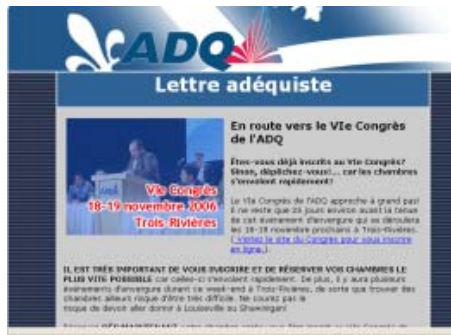 ADQ
Lettre adéquiste
En route vers le VIe Congrès
de l'ADQ
Êtes-vous déjà inscrits au VIe Congrès?
Sinon, dépêchez-vous!... car les chambres
s'envolent rapidement!
VIe Congrès
18-19 novembre 2006
Trois-Rivières
Le VIe Congrès de l'ADQ approche à grand pas!
Il ne reste que 25 jours environ avant la tenue
de cet événement d'envergure qui se déroulera
les 18-19 novembre prochains à Trois-Rivières.
( Visitez le site du Congrès pour vous inscrire
en ligne.)
IL EST TRÈS IMPORTANT DE VOUS INSCRIRE ET DE RÉSERVER VOS CHAMBRES LE
PLUS VITE POSSIBLE car celles-ci s'envolent rapidement. De plus, il y aura plusieurs
événements d'envergure durant ce week-end à Trois-Rivières, de sorte que trouver des
chambres ailleurs risque d'être très difficile. Ne courez pas le
risque de devoir aller dormir à Louiseville ou Shawinigan!